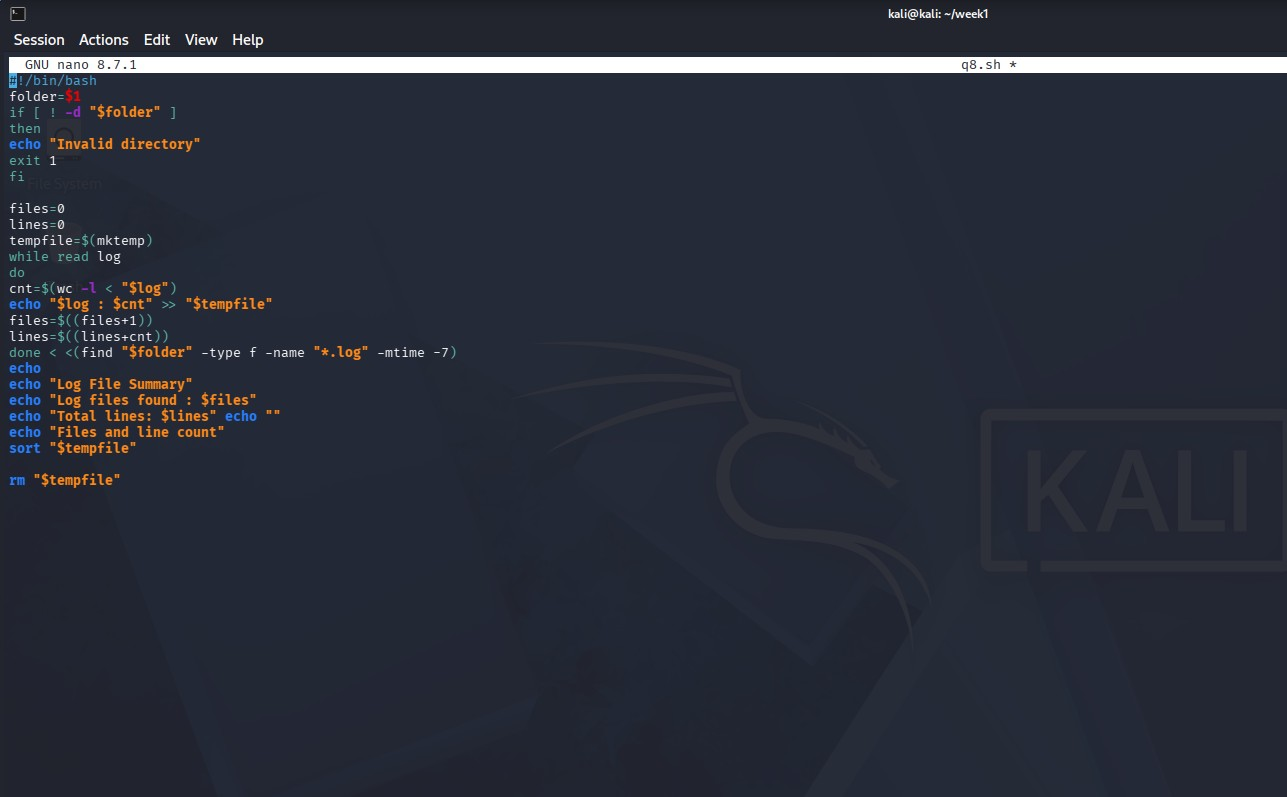 kali@kali: ~/week1
Session Actions Edit View Help
GNU nano 8.7.1 q8.sh *
#!/bin/bash
folder=$1
if [ ! -d "$folder" ]
then
echo "Invalid directory"
exit 1
fi
File System
files=0
lines=0
tempfile=$(mktemp)
while read log
do
cnt=$(wc -l < "$log")
echo "$log : $cnt" >> "$tempfile"
files=$((files+1))
lines=$((lines+cnt))
done < <(find "$folder" -type f -name "*.log" -mtime -7)
echo
echo "Log File Summary"
echo "Log files found : $files"
echo "Total lines: $lines" echo ""
echo "Files and line count"
sort "$tempfile"
rm "$tempfile"
KALI